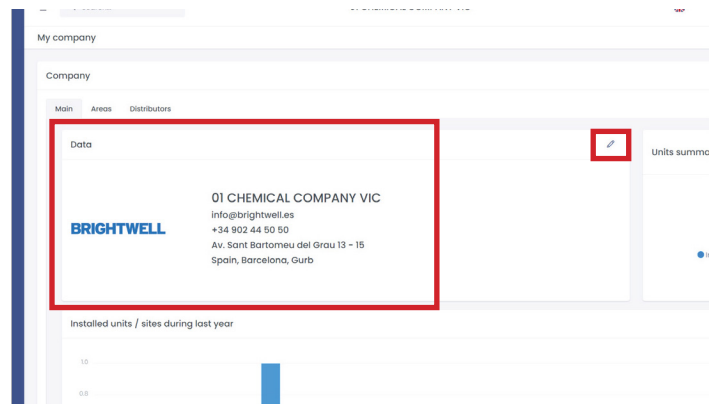 My company
Company
Main Areas Distributors
Data
Units summa
01 CHEMICAL COMPANY VIC
info@brightwell.es
BRIGHTWELL
+34 902 44 50 50
Av. Sant Bartomeu del Grau 13 - 15
Spain, Barcelona, Gurb
Installed units / sites during last year
1.0
0.8